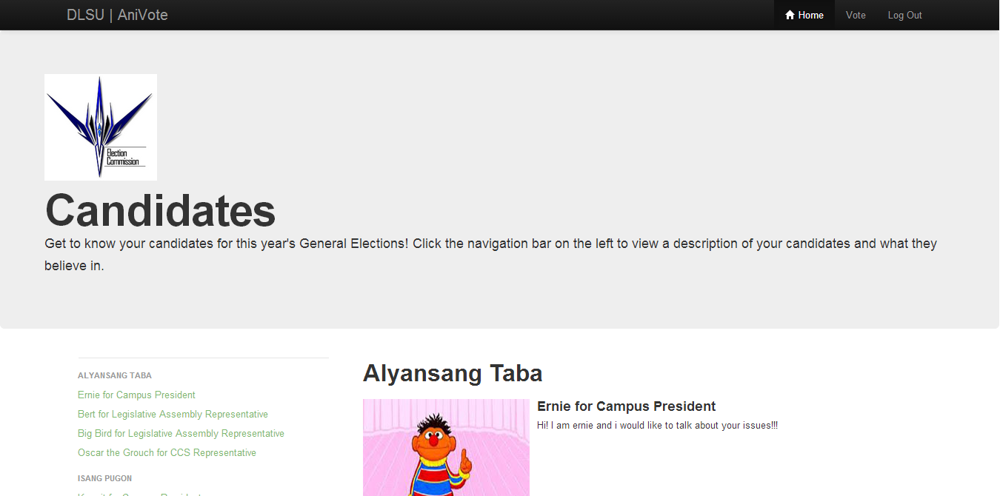 DLSU | AniVote
Home
Vote
Log Out
Election
Commission
Candidates
Get to know your candidates for this year's General Elections! Click the navigation bar on the left to view a description of your candidates and what they
believe in.
ALYANSANG TABA
Ernie for Campus President
Bert for Legislative Assembly Representative
Big Bird for Legislative Assembly Representative
Oscar the Grouch for CCS Representative
ISANG PUGON
Alyansang Taba
Ernie for Campus President
Hi! I am ernie and i would like to talk about your issues!!!